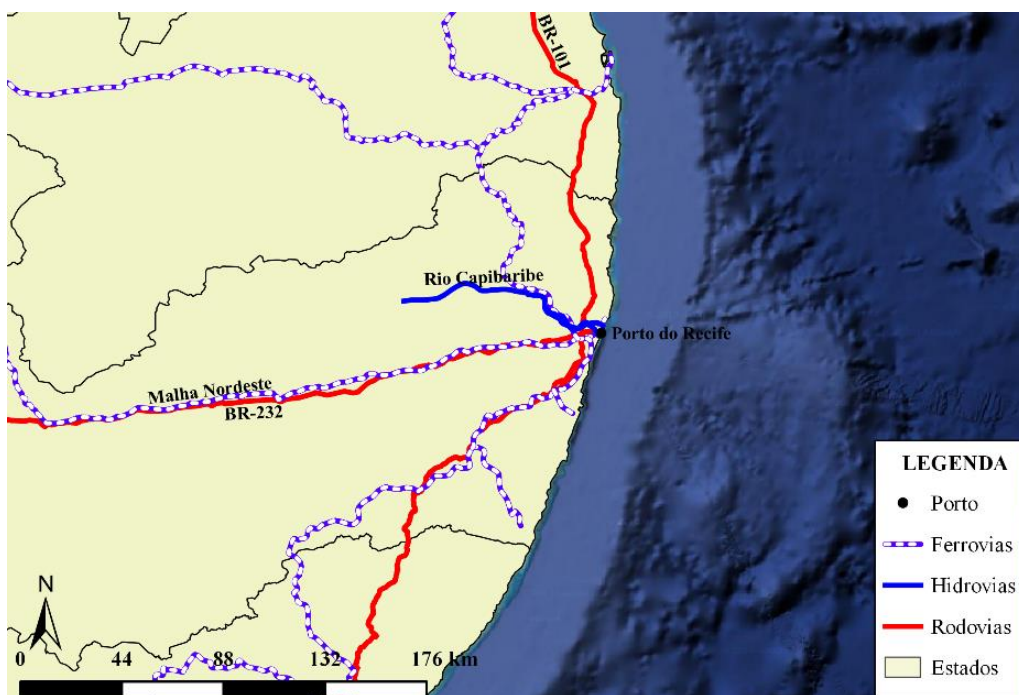 BR-101
Rio Capibaribe
Porto do Recife
Malha Nordeste
BR-232
LEGENDA
Porto
Ferrovias
Hidrovias
Rodovias
Estados
N
0 44 88 132 176 km